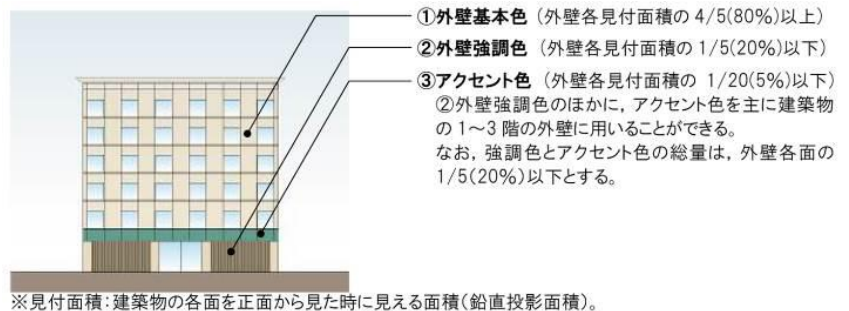 ①外壁基本色 (外壁各見付面積の 4/5(80%)以上)
②外壁強調色 (外壁各見付面積の 1/5(20%)以下)
③アクセント色 (外壁各見付面積の 1/20(5%)以下)
②外壁強調色のほかに, アクセント色を主に建築物
の1～3 階の外壁に用いることができる。
なお, 強調色とアクセント色の総量は, 外壁各面の
1/5(20%)以下とする。
※見付面積:建築物の各面を正面から見た時に見える面積(鉛直投影面積)。